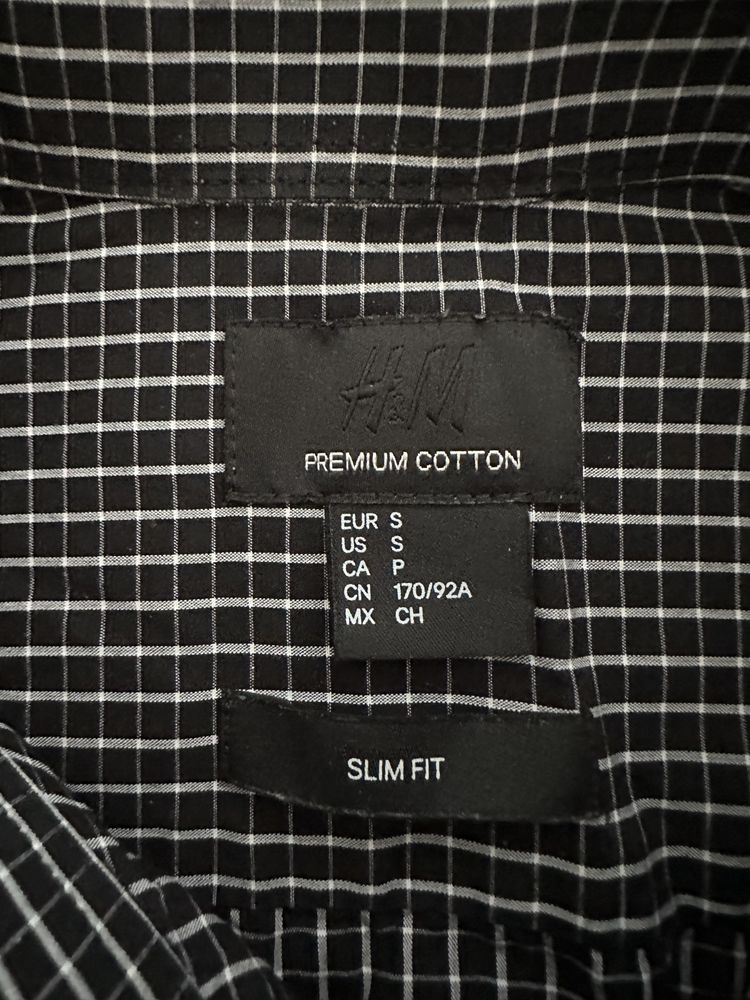 H&M
PREMIUM COTTON
EUR S
US S
CA P
CN 170/92A
MX CH
SLIM FIT